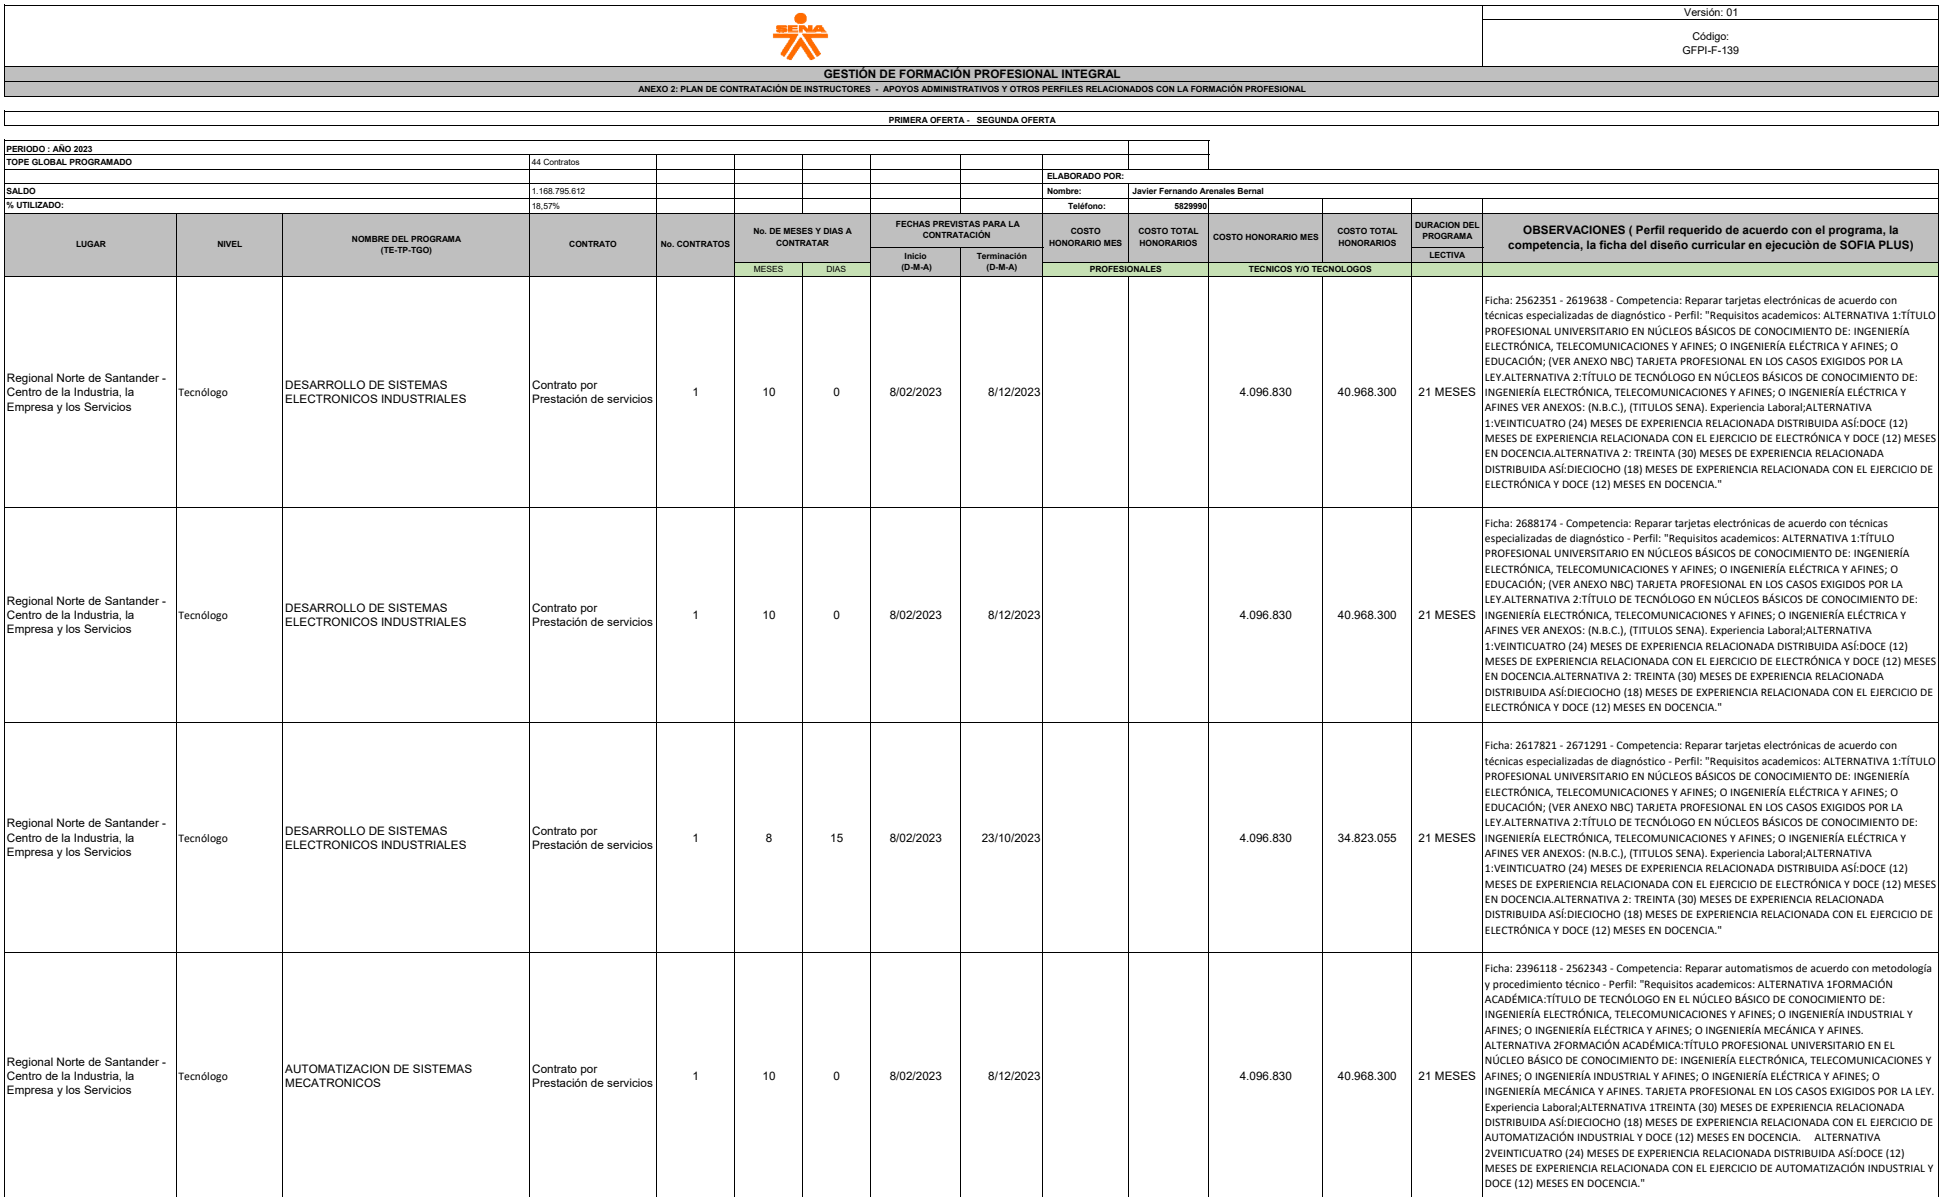 SENA
Versión: 01
Código:
GFPI-F-139
GESTIÓN DE FORMACIÓN PROFESIONAL INTEGRAL
ANEXO 2: PLAN DE CONTRATACIÓN DE INSTRUCTORES - APOYOS ADMINISTRATIVOS Y OTROS PERFILES RELACIONADOS CON LA FORMACIÓN PROFESIONAL
PRIMERA OFERTA - SEGUNDA OFERTA
PERIODO : AÑO 2023
TOPE GLOBAL PROGRAMADO 44 Contratos
ELABORADO POR:
SALDO 1.168.795.612 Nombre: Javier Fernando Arenales Bernal
% UTILIZADO: 18,57% Teléfono: 5829990
LUGAR
NIVEL
NOMBRE DEL PROGRAMA
(TE-TP-TGO)
CONTRATO
No. CONTRATOS
No. DE MESES Y DIAS A
CONTRATAR
MESES DIAS
FECHAS PREVISTAS PARA LA
CONTRATACIÓN
Inicio
(D-M-A)
Terminación
(D-M-A)
COSTO
HONORARIO MES
COSTO TOTAL
HONORARIOS
PROFESIONALES
COSTO HONORARIO MES
COSTO TOTAL
HONORARIOS
TECNICOS Y/O TECNOLOGOS
DURACION DEL
PROGRAMA
LECTIVA
OBSERVACIONES ( Perfil requerido de acuerdo con el programa, la
competencia, la ficha del diseño curricular en ejecuciòn de SOFIA PLUS)
Regional Norte de Santander -
Centro de la Industria, la
Empresa y los Servicios
Tecnólogo
DESARROLLO DE SISTEMAS
ELECTRONICOS INDUSTRIALES
Contrato por
Prestación de servicios
1
10
0
8/02/2023
8/12/2023
4.096.830
40.968.300
21 MESES
Ficha: 2562351 - 2619638 - Competencia: Reparar tarjetas electrónicas de acuerdo con
técnicas especializadas de diagnóstico - Perfil: "Requisitos academicos: ALTERNATIVA 1:TÍTULO
PROFESIONAL UNIVERSITARIO EN NÚCLEOS BÁSICOS DE CONOCIMIENTO DE: INGENIERÍA
ELECTRÓNICA, TELECOMUNICACIONES Y AFINES; O INGENIERÍA ELÉCTRICA Y AFINES; O
EDUCACIÓN; (VER ANEXO NBC) TARJETA PROFESIONAL EN LOS CASOS EXIGIDOS POR LA
LEY.ALTERNATIVA 2:TÍTULO DE TECNÓLOGO EN NÚCLEOS BÁSICOS DE CONOCIMIENTO DE:
INGENIERÍA ELECTRÓNICA, TELECOMUNICACIONES Y AFINES; O INGENIERÍA ELÉCTRICA Y
AFINES VER ANEXOS: (N.B.C.), (TITULOS SENA). Experiencia Laboral;ALTERNATIVA
1:VEINTICUATRO (24) MESES DE EXPERIENCIA RELACIONADA DISTRIBUIDA ASÍ:DOCE (12)
MESES DE EXPERIENCIA RELACIONADA CON EL EJERCICIO DE ELECTRÓNICA Y DOCE (12) MESES
EN DOCENCIA.ALTERNATIVA 2: TREINTA (30) MESES DE EXPERIENCIA RELACIONADA
DISTRIBUIDA ASÍ:DIECIOCHO (18) MESES DE EXPERIENCIA RELACIONADA CON EL EJERCICIO DE
ELECTRÓNICA Y DOCE (12) MESES EN DOCENCIA."
Regional Norte de Santander -
Centro de la Industria, la
Empresa y los Servicios
Tecnólogo
DESARROLLO DE SISTEMAS
ELECTRONICOS INDUSTRIALES
Contrato por
Prestación de servicios
1
10
0
8/02/2023
8/12/2023
4.096.830
40.968.300
21 MESES
Ficha: 2688174 - Competencia: Reparar tarjetas electrónicas de acuerdo con técnicas
especializadas de diagnóstico - Perfil: "Requisitos academicos: ALTERNATIVA 1:TÍTULO
PROFESIONAL UNIVERSITARIO EN NÚCLEOS BÁSICOS DE CONOCIMIENTO DE: INGENIERÍA
ELECTRÓNICA, TELECOMUNICACIONES Y AFINES; O INGENIERÍA ELÉCTRICA Y AFINES; O
EDUCACIÓN; (VER ANEXO NBC) TARJETA PROFESIONAL EN LOS CASOS EXIGIDOS POR LA
LEY.ALTERNATIVA 2:TÍTULO DE TECNÓLOGO EN NÚCLEOS BÁSICOS DE CONOCIMIENTO DE:
INGENIERÍA ELECTRÓNICA, TELECOMUNICACIONES Y AFINES; O INGENIERÍA ELÉCTRICA Y
AFINES VER ANEXOS: (N.B.C.), (TITULOS SENA). Experiencia Laboral;ALTERNATIVA
1:VEINTICUATRO (24) MESES DE EXPERIENCIA RELACIONADA DISTRIBUIDA ASÍ:DOCE (12)
MESES DE EXPERIENCIA RELACIONADA CON EL EJERCICIO DE ELECTRÓNICA Y DOCE (12) MESES
EN DOCENCIA.ALTERNATIVA 2: TREINTA (30) MESES DE EXPERIENCIA RELACIONADA
DISTRIBUIDA ASÍ:DIECIOCHO (18) MESES DE EXPERIENCIA RELACIONADA CON EL EJERCICIO DE
ELECTRÓNICA Y DOCE (12) MESES EN DOCENCIA."
Regional Norte de Santander -
Centro de la Industria, la
Empresa y los Servicios
Tecnólogo
DESARROLLO DE SISTEMAS
ELECTRONICOS INDUSTRIALES
Contrato por
Prestación de servicios
1
8
15
8/02/2023
23/10/2023
4.096.830
34.823.055
21 MESES
Ficha: 2617821 - 2671291 - Competencia: Reparar tarjetas electrónicas de acuerdo con
técnicas especializadas de diagnóstico - Perfil: "Requisitos academicos: ALTERNATIVA 1:TÍTULO
PROFESIONAL UNIVERSITARIO EN NÚCLEOS BÁSICOS DE CONOCIMIENTO DE: INGENIERÍA
ELECTRÓNICA, TELECOMUNICACIONES Y AFINES; O INGENIERÍA ELÉCTRICA Y AFINES; O
EDUCACIÓN; (VER ANEXO NBC) TARJETA PROFESIONAL EN LOS CASOS EXIGIDOS POR LA
LEY.ALTERNATIVA 2:TÍTULO DE TECNÓLOGO EN NÚCLEOS BÁSICOS DE CONOCIMIENTO DE:
INGENIERÍA ELECTRÓNICA, TELECOMUNICACIONES Y AFINES; O INGENIERÍA ELÉCTRICA Y
AFINES VER ANEXOS: (N.B.C.), (TITULOS SENA). Experiencia Laboral;ALTERNATIVA
1:VEINTICUATRO (24) MESES DE EXPERIENCIA RELACIONADA DISTRIBUIDA ASÍ:DOCE (12)
MESES DE EXPERIENCIA RELACIONADA CON EL EJERCICIO DE ELECTRÓNICA Y DOCE (12) MESES
EN DOCENCIA.ALTERNATIVA 2: TREINTA (30) MESES DE EXPERIENCIA RELACIONADA
DISTRIBUIDA ASÍ:DIECIOCHO (18) MESES DE EXPERIENCIA RELACIONADA CON EL EJERCICIO DE
ELECTRÓNICA Y DOCE (12) MESES EN DOCENCIA."
Regional Norte de Santander -
Centro de la Industria, la
Empresa y los Servicios
Tecnólogo
AUTOMATIZACION DE SISTEMAS
MECATRONICOS
Contrato por
Prestación de servicios
1
10
0
8/02/2023
8/12/2023
4.096.830
40.968.300
21 MESES
Ficha: 2396118 - 2562343 - Competencia: Reparar automatismos de acuerdo con metodología
y procedimiento técnico - Perfil: "Requisitos academicos: ALTERNATIVA 1FORMACIÓN
ACADÉMICA:TÍTULO DE TECNÓLOGO EN EL NÚCLEO BÁSICO DE CONOCIMIENTO DE:
INGENIERÍA ELECTRÓNICA, TELECOMUNICACIONES Y AFINES; O INGENIERÍA INDUSTRIAL Y
AFINES; O INGENIERÍA ELÉCTRICA Y AFINES; O INGENIERÍA MECÁNICA Y AFINES.
ALTERNATIVA 2FORMACIÓN ACADÉMICA:TÍTULO PROFESIONAL UNIVERSITARIO EN EL
NÚCLEO BÁSICO DE CONOCIMIENTO DE: INGENIERÍA ELECTRÓNICA, TELECOMUNICACIONES Y
AFINES; O INGENIERÍA INDUSTRIAL Y AFINES; O INGENIERÍA ELÉCTRICA Y AFINES; O
INGENIERÍA MECÁNICA Y AFINES. TARJETA PROFESIONAL EN LOS CASOS EXIGIDOS POR LA LEY.
Experiencia Laboral;ALTERNATIVA 1TREINTA (30) MESES DE EXPERIENCIA RELACIONADA
DISTRIBUIDA ASÍ:DIECIOCHO (18) MESES DE EXPERIENCIA RELACIONADA CON EL EJERCICIO DE
AUTOMATIZACIÓN INDUSTRIAL Y DOCE (12) MESES EN DOCENCIA. ALTERNATIVA
2VEINTICUATRO (24) MESES DE EXPERIENCIA RELACIONADA DISTRIBUIDA ASÍ:DOCE (12)
MESES DE EXPERIENCIA RELACIONADA CON EL EJERCICIO DE AUTOMATIZACIÓN INDUSTRIAL Y
DOCE (12) MESES EN DOCENCIA."